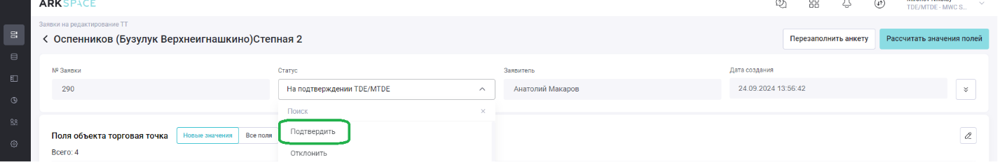 ARKSPACE
TDE/MTDE - MWC S...
Заявки на редактирование ТТ
Оспенников (Бузулук Верхнеигнашкино)Степная 2
Перезаполнить анкету
Рассчитать значения полей
№ Заявки
Статус
Заявитель
Дата создания
290
На подтверждении TDE/MTDE
Анатолий Макаров
24.09.2024 13:56:42
Поиск
Подтвердить
Поля объекта торговая точка
Новые значения
Все поля
Всего: 4
Отклонить